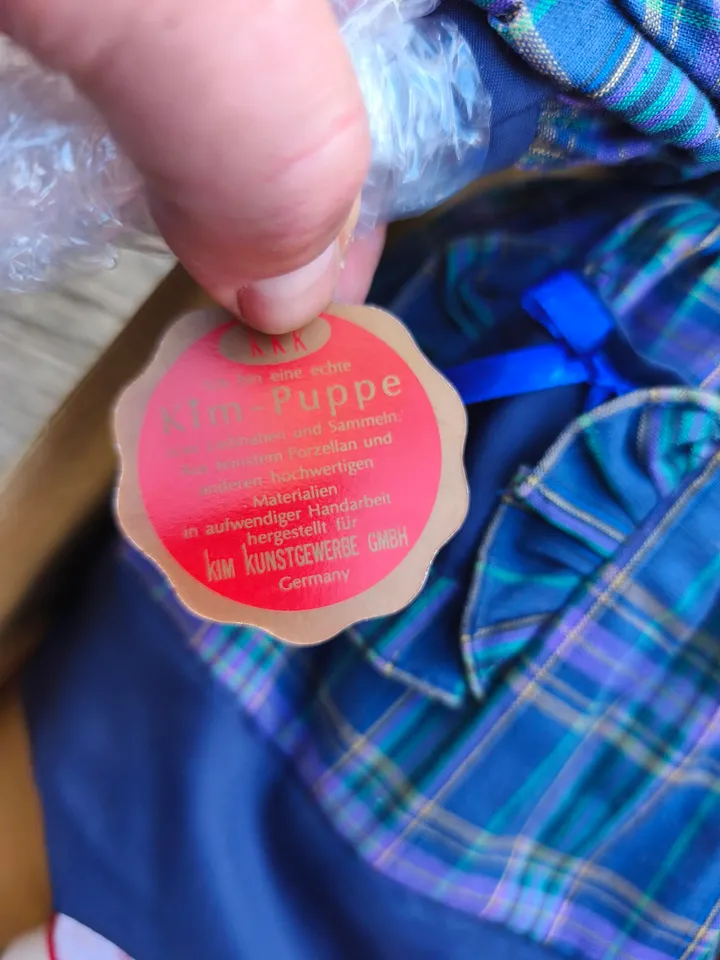 KKK
bin eine echte
Kim-Puppe
und Sammeln.
Aus feinstem Porzellan und
anderen hochwertigen
Materialien
in aufwendiger Handarbeit
hergestellt für
KIM KUNSTGEWERBE GMBH
Germany